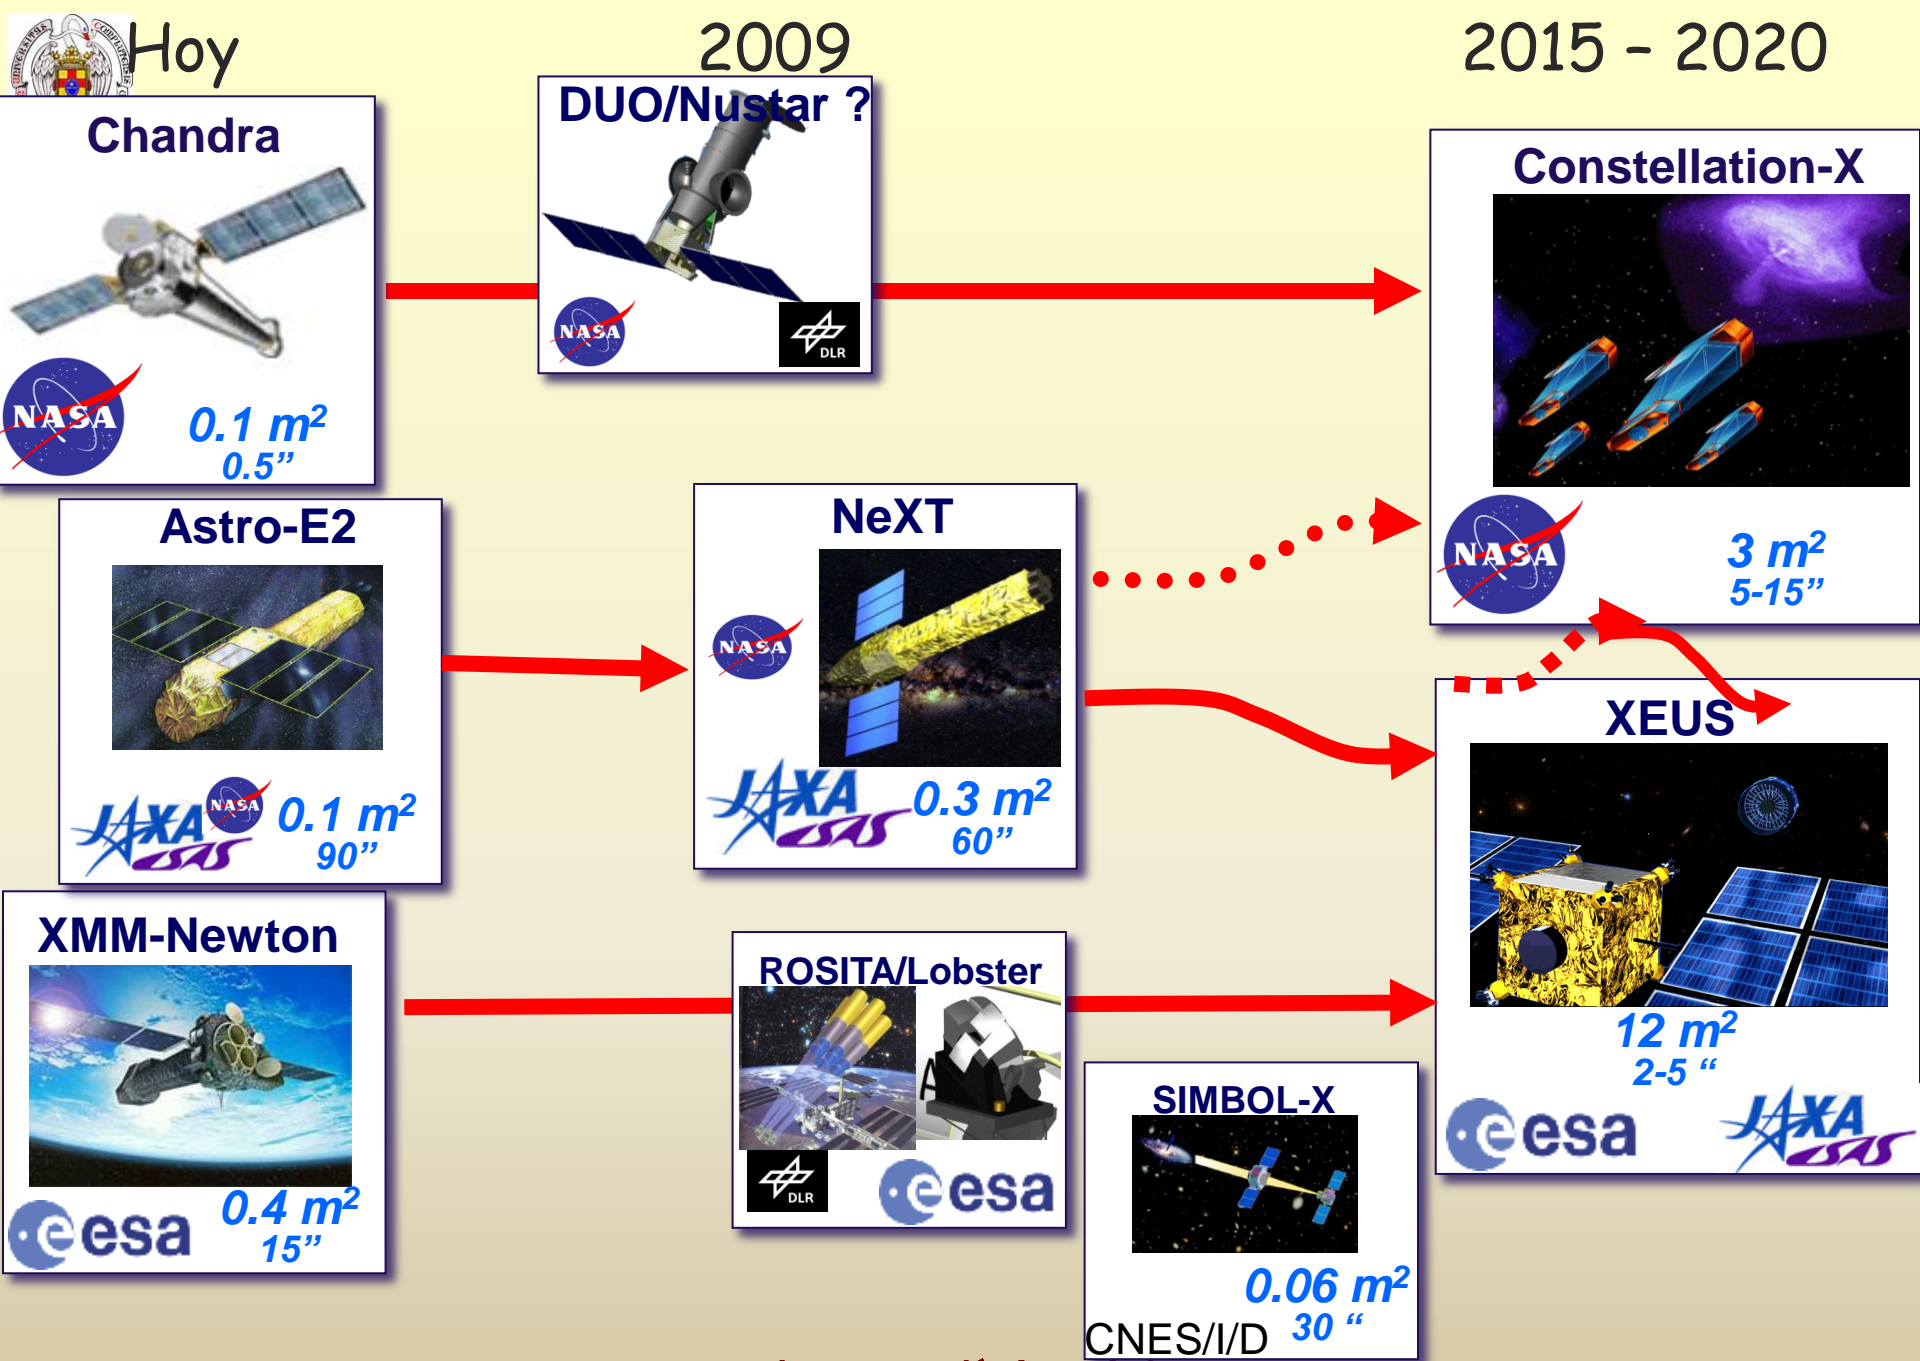 Hoy
2009
2015 - 2020
Chandra
NASA
0.1 m²
0.5”
DUO/Nustar ?
NASA
DLR
Constellation-X
NASA
3 m²
5-15”
Astro-E2
JAXA
ISAS
NASA
0.1 m²
90”
NeXT
NASA
JAXA
ISAS
0.3 m²
60”
XEUS
12 m²
2-5 “
esa
JAXA
ISAS
XMM-Newton
esa
0.4 m²
15”
ROSITA/Lobster
DLR
esa
SIMBOL-X
0.06 m²
30 “
CNES/I/D